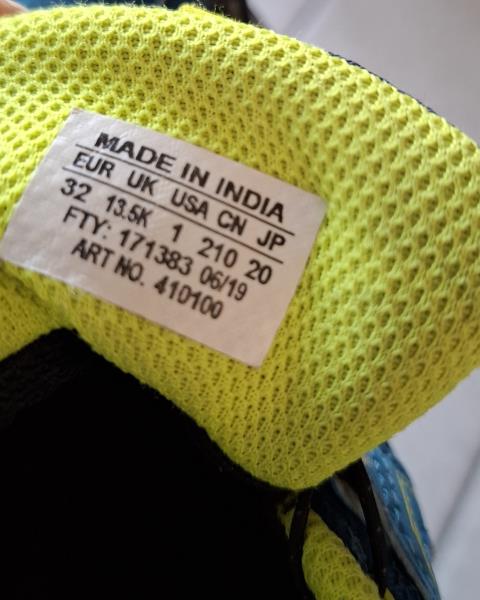 MADE IN INDIA
EUR UK USA CN JP
32 13.5K 1 210 20
FTY: 171383 06/19
ART NO. 410100